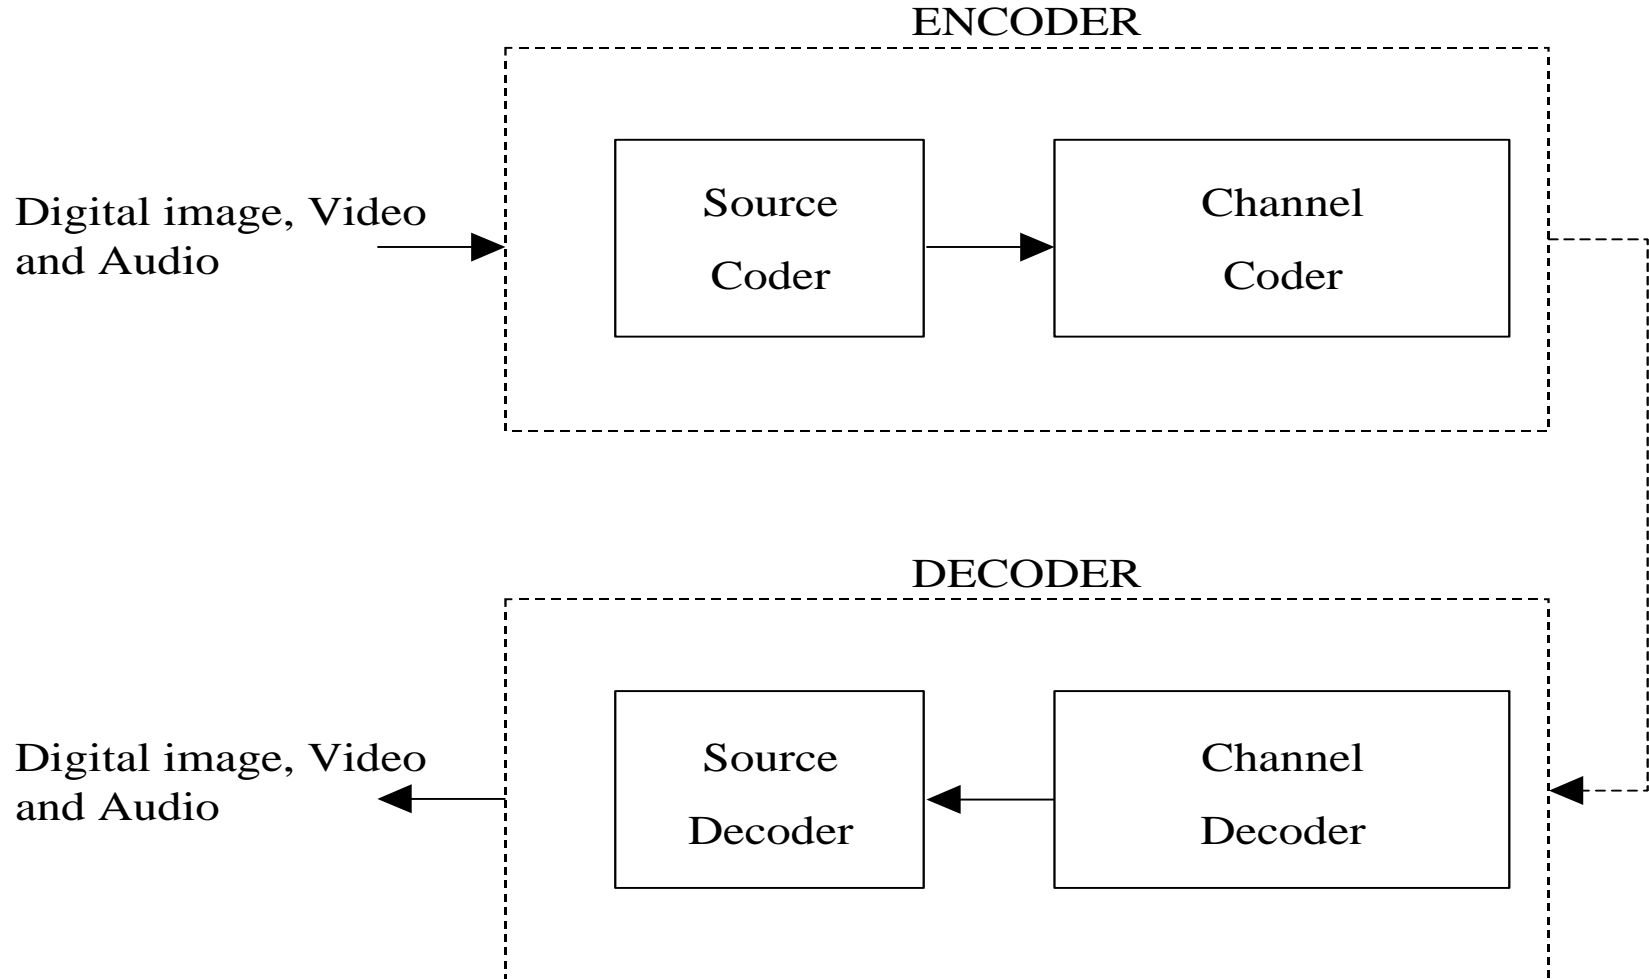 ENCODER
Digital image, Video
and Audio
Source
Coder
Channel
Coder
DECODER
Digital image, Video
and Audio
Source
Decoder
Channel
Decoder